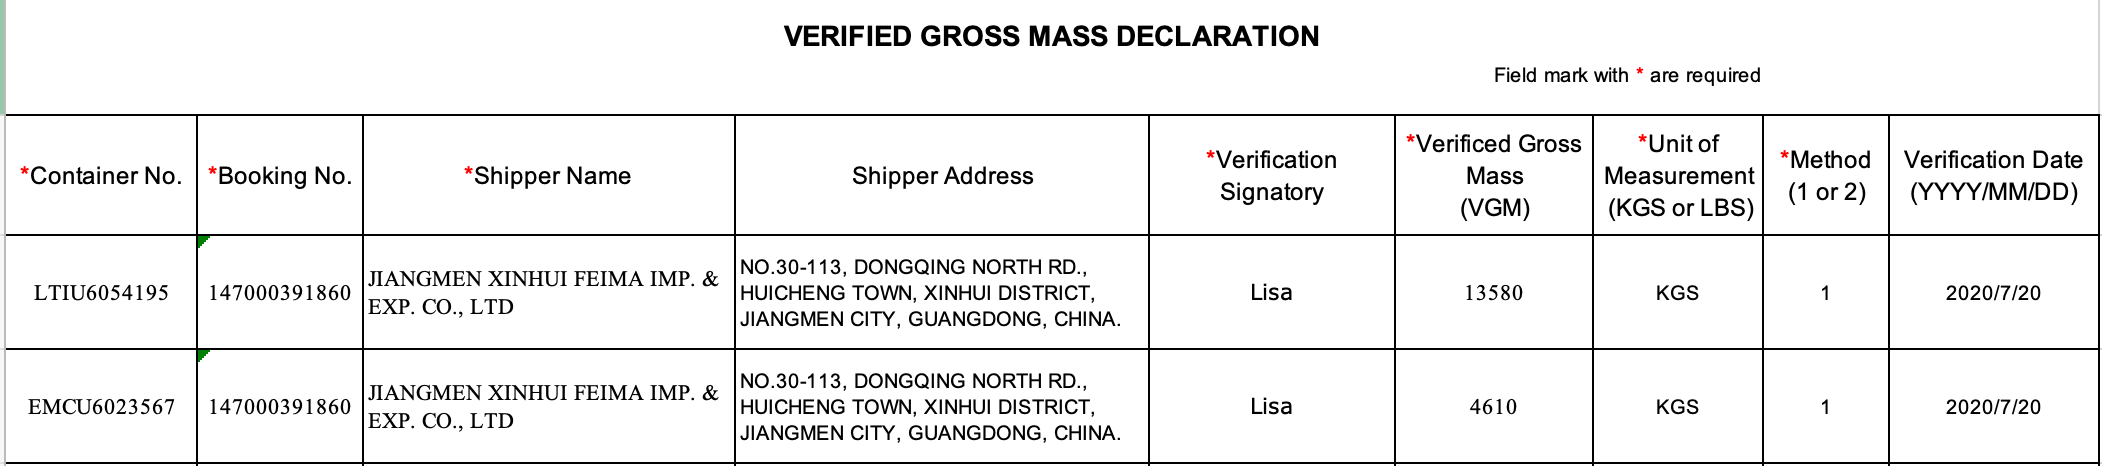 VERIFIED GROSS MASS DECLARATION
Field mark with * are required
*Container No.
*Booking No.
*Shipper Name
Shipper Address
*Verification
Signatory
*Verificed Gross
Mass
(VGM)
*Unit of
Measurement
(KGS or LBS)
*Method
(1 or 2)
Verification Date
(YYYY/MM/DD)
LTIU6054195
147000391860
JIANGMEN XINHUI FEIMA IMP. &
EXP. CO., LTD
NO.30-113, DONGQING NORTH RD.,
HUICHENG TOWN, XINHUI DISTRICT,
JIANGMEN CITY, GUANGDONG, CHINA.
Lisa
13580
KGS
1
2020/7/20
EMCU6023567
147000391860
JIANGMEN XINHUI FEIMA IMP. &
EXP. CO., LTD
NO.30-113, DONGQING NORTH RD.,
HUICHENG TOWN, XINHUI DISTRICT,
JIANGMEN CITY, GUANGDONG, CHINA.
Lisa
4610
KGS
1
2020/7/20